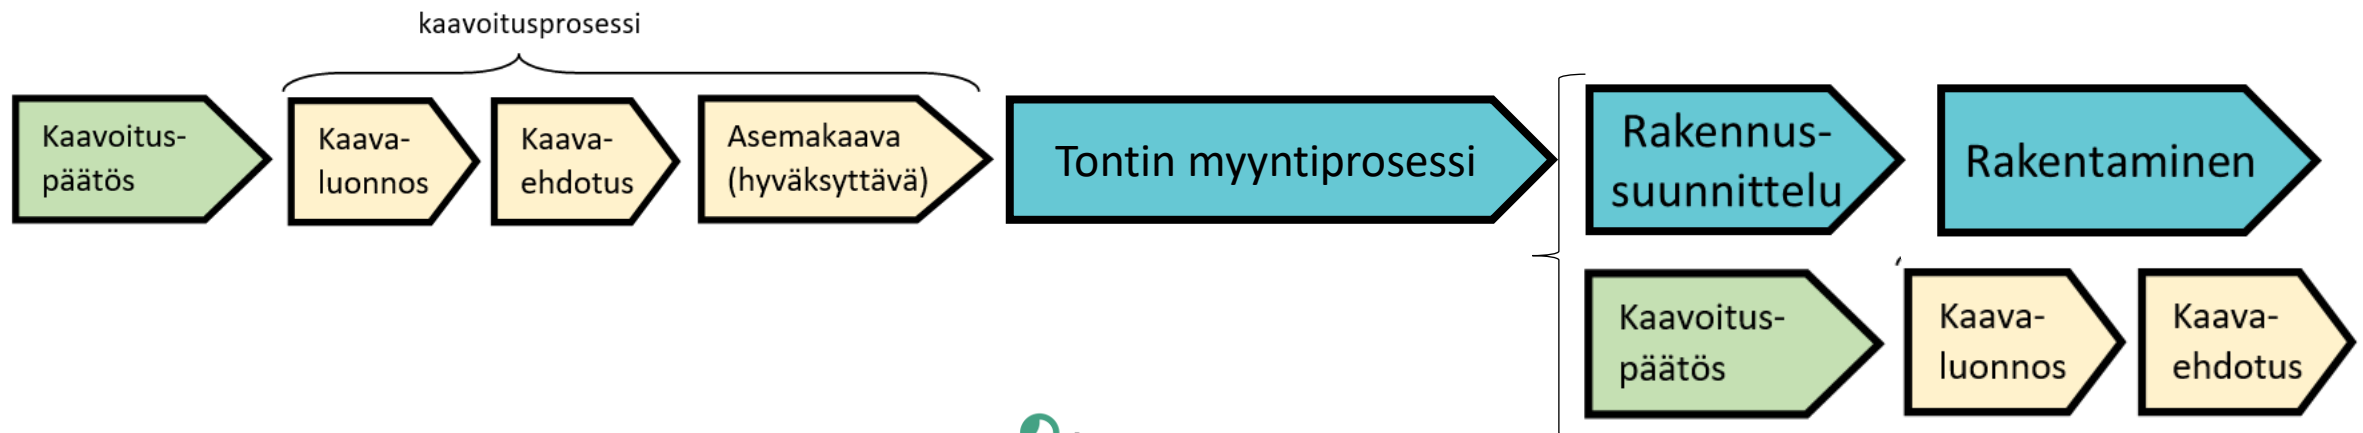 kaavoitusprosessi
Kaavoitus-
päätös
Kaava-
luonnos
Kaava-
ehdotus
Asemakaava
(hyväksyttävä)
Tontin myyntiprosessi
Rakennus-
suunnittelu
Rakentaminen
Kaavoitus-
päätös
Kaava-
luonnos
Kaava-
ehdotus